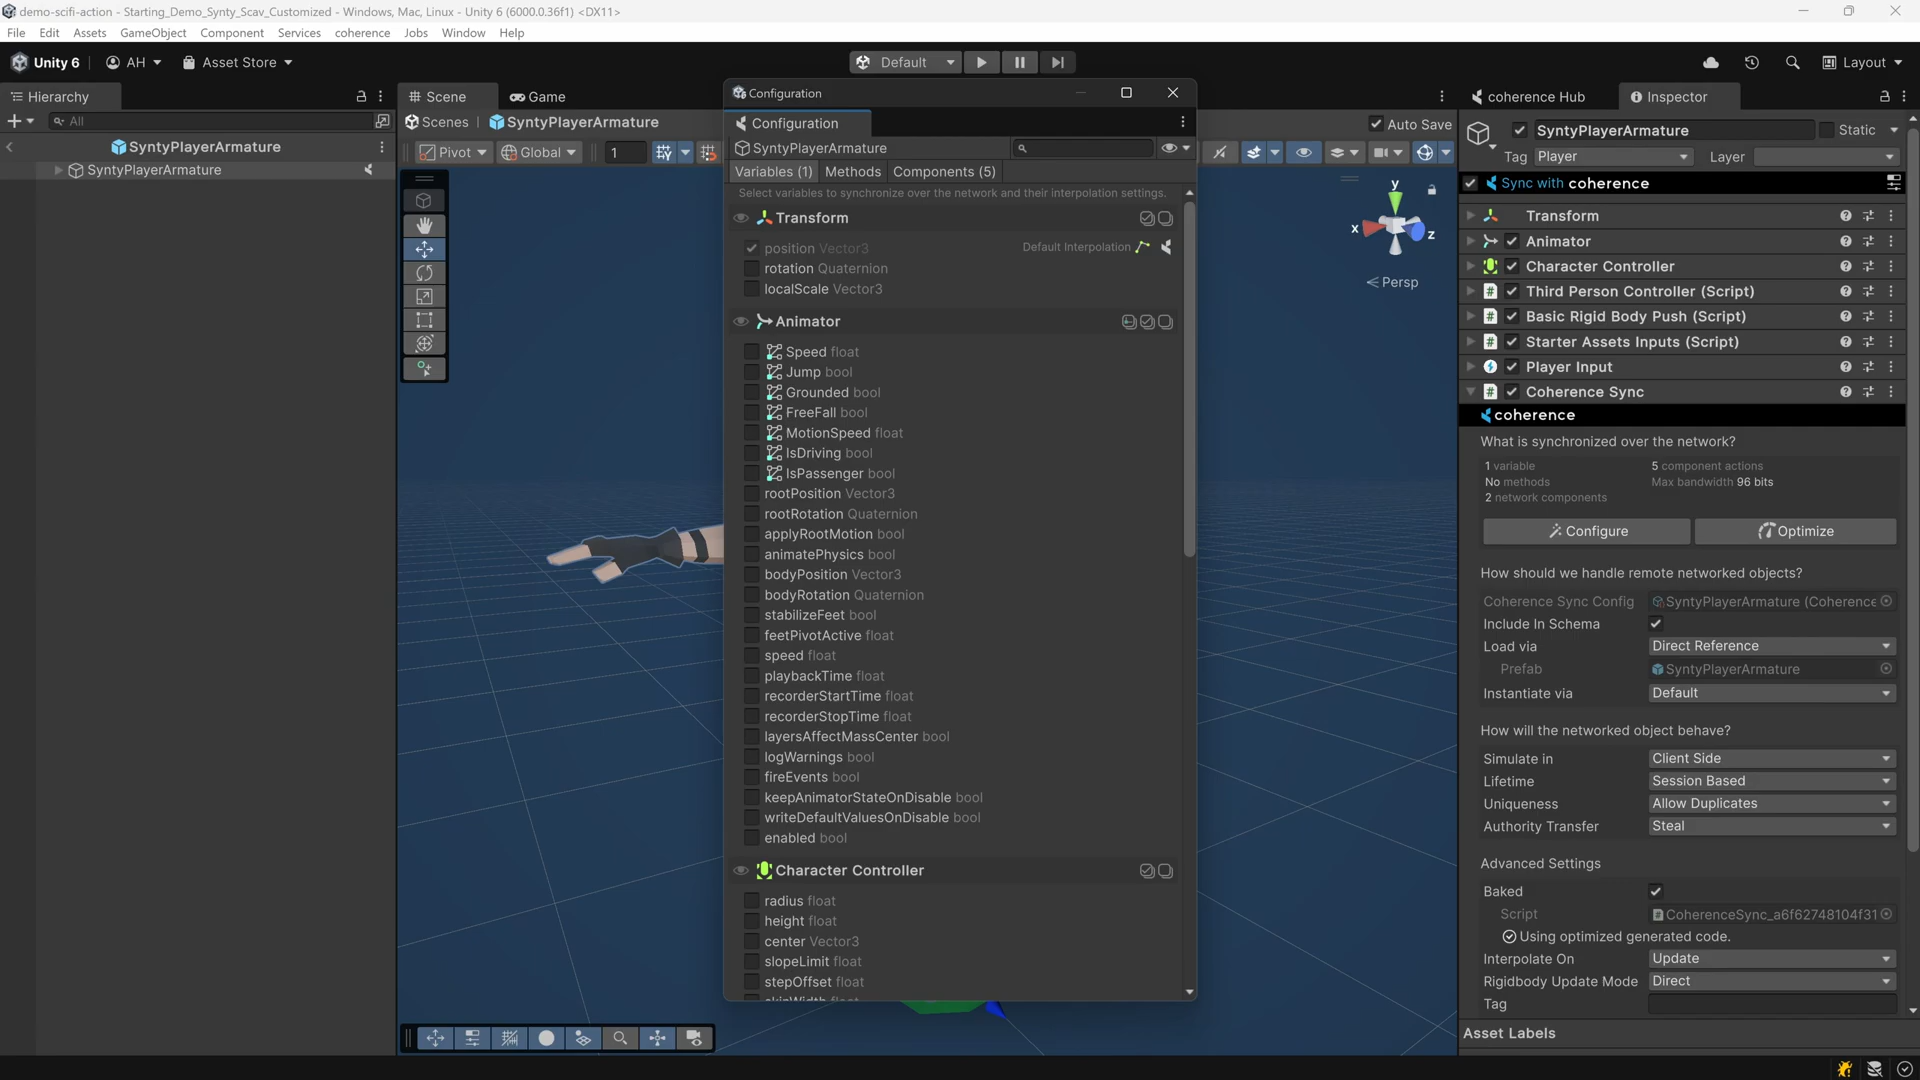 demo-scifi-action - Starting_Demo_Synty_Scav_Customized - Windows, Mac, Linux - Unity 6 (6000.0.36f1) <DX11>
File Edit Assets GameObject Component Services coherence Jobs Window Help
Unity 6 AH Asset Store Default Layout
Hierarchy
All
SyntyPlayerArmature
SyntyPlayerArmature
Scene Game
Scenes SyntyPlayerArmature Auto Save
Pivot Global 1
y
x z
Persp
Configuration
Configuration
SyntyPlayerArmature
Variables (1) Methods Components (5)
Select variables to synchronize over the network and their interpolation settings.
Transform
position Vector3 Default Interpolation
rotation Quaternion
localScale Vector3
Animator
Speed float
Jump bool
Grounded bool
FreeFall bool
MotionSpeed float
IsDriving bool
IsPassenger bool
rootPosition Vector3
rootRotation Quaternion
applyRootMotion bool
animatePhysics bool
bodyPosition Vector3
bodyRotation Quaternion
stabilizeFeet bool
feetPivotActive float
speed float
playbackTime float
recorderStartTime float
recorderStopTime float
layersAffectMassCenter bool
logWarnings bool
fireEvents bool
keepAnimatorStateOnDisable bool
writeDefaultValuesOnDisable bool
enabled bool
Character Controller
radius float
height float
center Vector3
slopeLimit float
stepOffset float
coherence Hub Inspector
SyntyPlayerArmature Static
Tag Player Layer
Sync with coherence
Transform
Animator
Character Controller
Third Person Controller (Script)
Basic Rigid Body Push (Script)
Starter Assets Inputs (Script)
Player Input
Coherence Sync
coherence
What is synchronized over the network?
1 variable 5 component actions
No methods Max bandwidth 96 bits
2 network components
Configure Optimize
How should we handle remote networked objects?
Coherence Sync Config SyntyPlayerArmature (Coherence
Include In Schema
Load via Direct Reference
Prefab SyntyPlayerArmature
Instantiate via Default
How will the networked object behave?
Simulate in Client Side
Lifetime Session Based
Uniqueness Allow Duplicates
Authority Transfer Steal
Advanced Settings
Baked
Script CoherenceSync_a6f62748104f31
Using optimized generated code.
Interpolate On Update
Rigidbody Update Mode Direct
Tag
Asset Labels